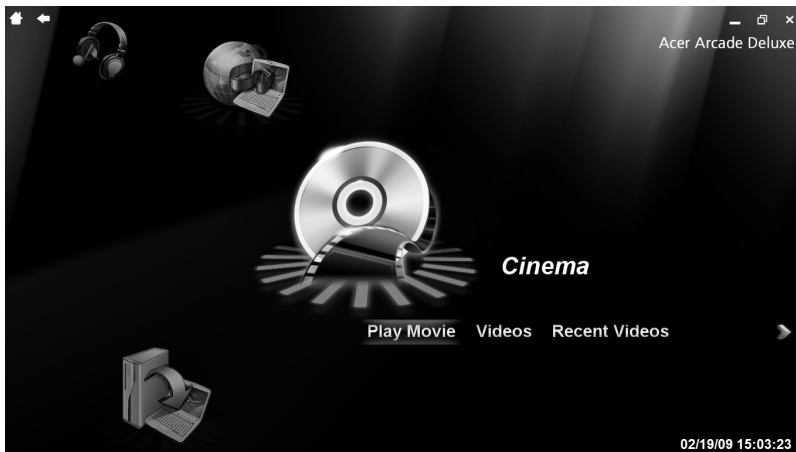 Acer Arcade Deluxe
Cinema
Play Movie Videos Recent Videos
02/19/09 15:03:23